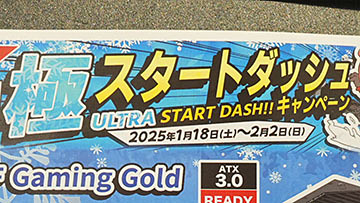 極スタートダッシュ
ULTRA START DASH!! キャンペーン
2025年1月18日(土)～2月2日(日)
Gaming Gold
ATX
3.0
READY